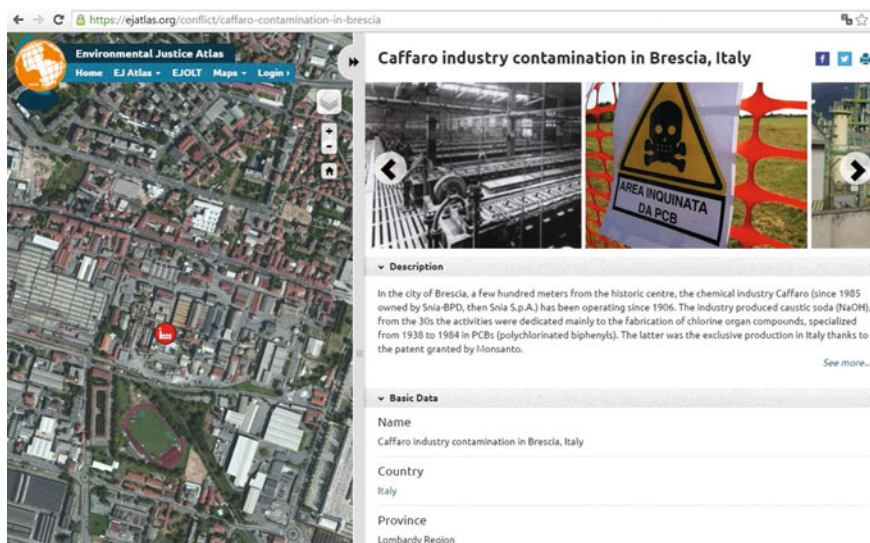 https://ejatlas.org/conflict/caffaro-contamination-in-brescia
Environmental Justice Atlas
Home EJ Atlas EJOLT Maps Login ›
+
-
Caffaro industry contamination in Brescia, Italy
AREA INQUINATA
DA PCB
Description
In the city of Brescia, a few hundred meters from the historic centre, the chemical industry Caffaro (since 1985
owned by Snia-BPD, then Snia S.p.A.) has been operating since 1906. The industry produced caustic soda (NaOH),
from the 30s the activities were dedicated mainly to the fabrication of chlorine organ compounds, specialized
from 1938 to 1984 in PCBs (polychlorinated biphenyls). The latter was the exclusive production in Italy thanks to
the patent granted by Monsanto.
See more...
Basic Data
Name
Caffaro industry contamination in Brescia, Italy
Country
Italy
Province
Lombardy Region